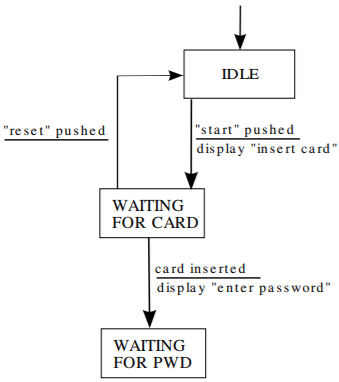 IDLE
"reset" pushed
"start" pushed
display "insert card"
WAITING
FOR CARD
card inserted
display "enter password"
WAITING
FOR PWD